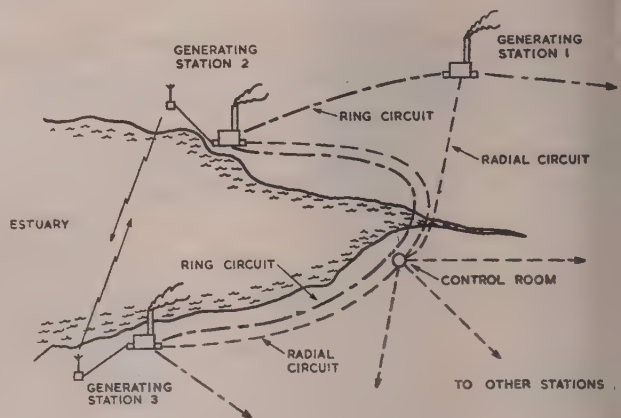 GENERATING
STATION 2
GENERATING
STATION 1
RING CIRCUIT
RADIAL CIRCUIT
ESTUARY
RING CIRCUIT
CONTROL ROOM
RADIAL
CIRCUIT
GENERATING
STATION 3
TO OTHER STATIONS